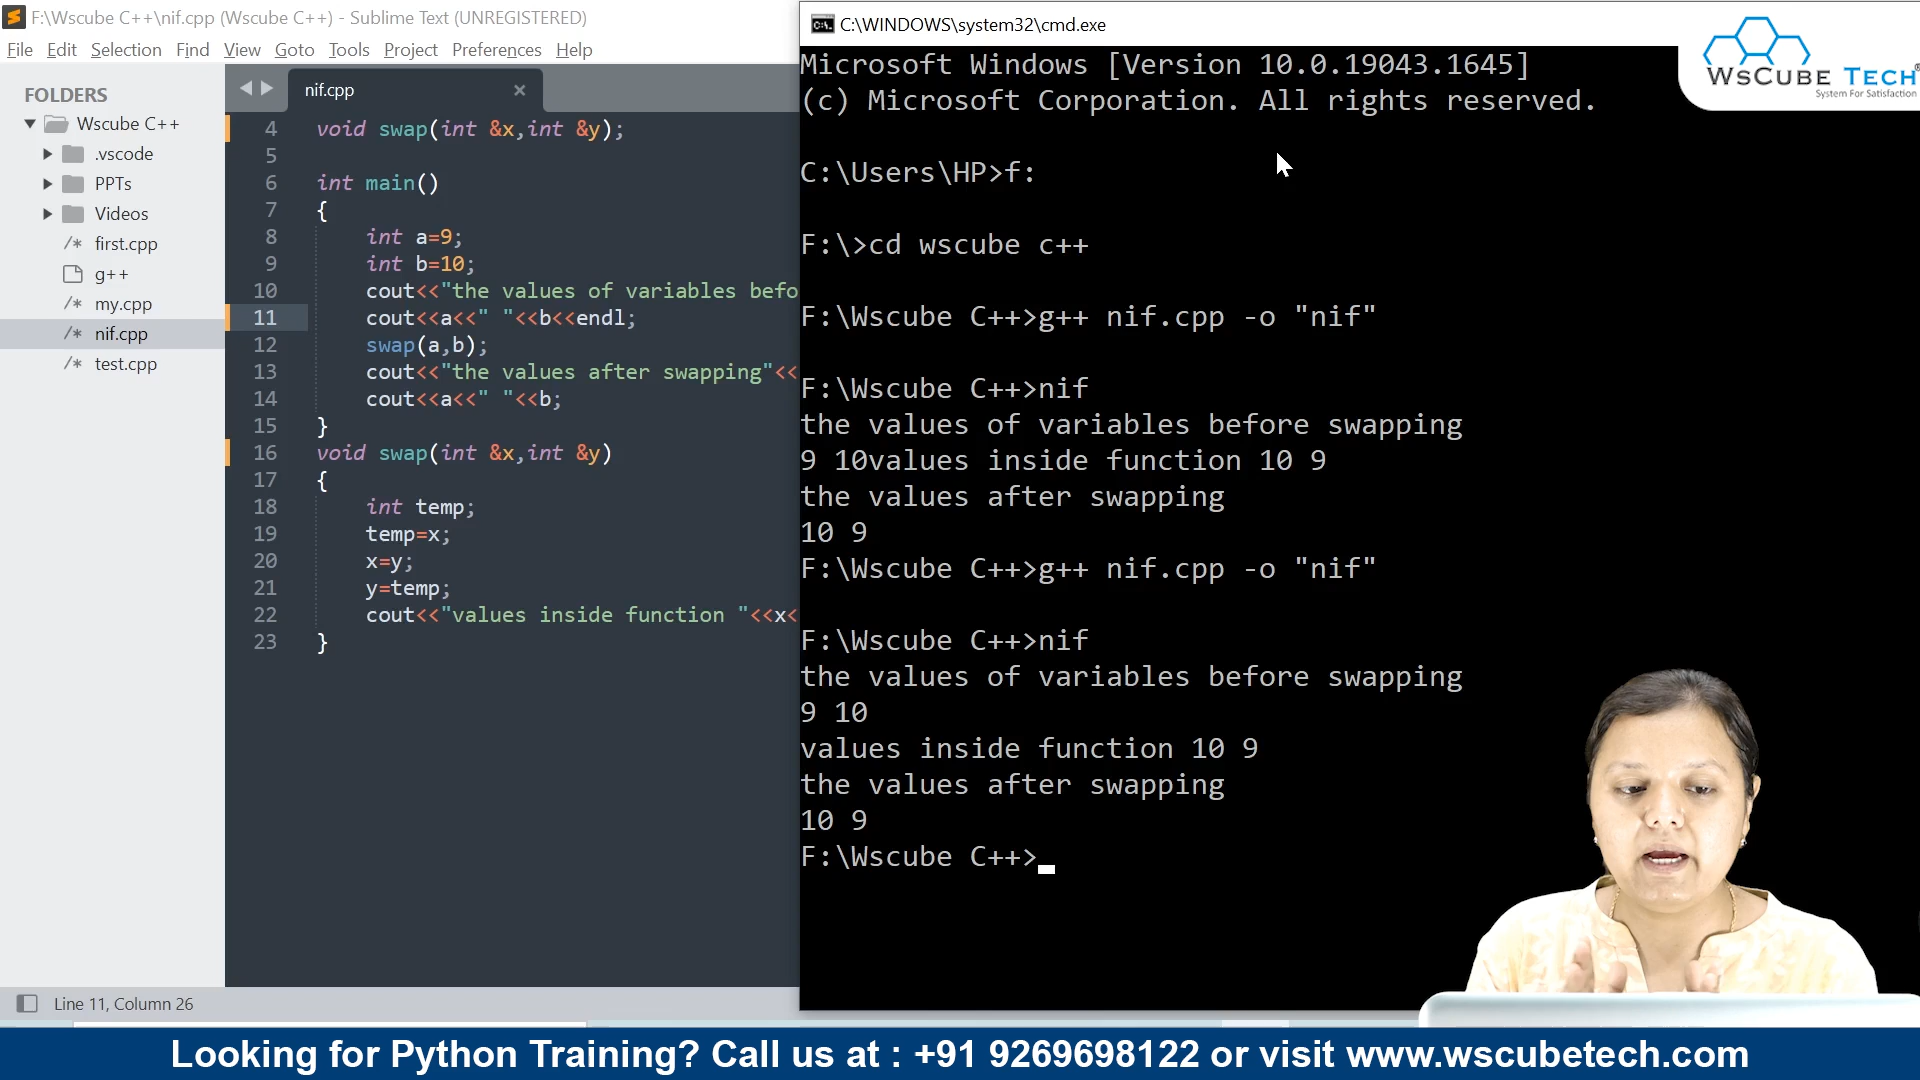 F:\Wscube C++\nif.cpp (Wscube C++) - Sublime Text (UNREGISTERED)
File Edit Selection Find View Goto Tools Project Preferences Help
FOLDERS
Wscube C++
.vscode
PPTs
Videos
/* first.cpp
g++
/* my.cpp
/* nif.cpp
/* test.cpp
nif.cpp
4 void swap(int &x,int &y);
5
6 int main()
7 {
8 int a=9;
9 int b=10;
10 cout<<"the values of variables befo
11 cout<<a<<" "<<b<<endl;
12 swap(a,b);
13 cout<<"the values after swapping"<<
14 cout<<a<<" "<<b;
15 }
16 void swap(int &x,int &y)
17 {
18 int temp;
19 temp=x;
20 x=y;
21 y=temp;
22 cout<<"values inside function "<<x<
23 }
Line 11, Column 26
C:\WINDOWS\system32\cmd.exe
Microsoft Windows [Version 10.0.19043.1645]
(c) Microsoft Corporation. All rights reserved.
C:\Users\HP>f:
F:\>cd wscube c++
F:\Wscube C++>g++ nif.cpp -o "nif"
F:\Wscube C++>nif
the values of variables before swapping
9 10values inside function 10 9
the values after swapping
10 9
F:\Wscube C++>g++ nif.cpp -o "nif"
F:\Wscube C++>nif
the values of variables before swapping
9 10
values inside function 10 9
the values after swapping
10 9
F:\Wscube C++>
WsCube Tech®
System For Satisfaction
Looking for Python Training? Call us at : +91 9269698122 or visit www.wscubetech.com